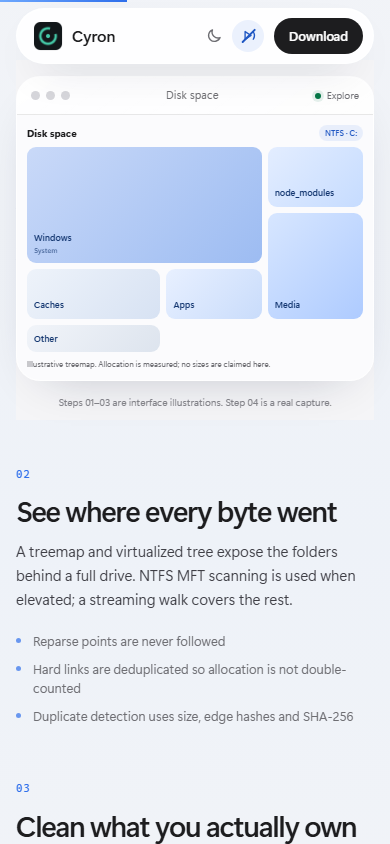 Cyron
Download
Disk space
Explore
Disk space
NTFS · C:
Windows
System
node_modules
Caches
Apps
Media
Other
Illustrative treemap. Allocation is measured; no sizes are claimed here.
Steps 01–03 are interface illustrations. Step 04 is a real capture.
02
See where every byte went
A treemap and virtualized tree expose the folders
behind a full drive. NTFS MFT scanning is used when
elevated; a streaming walk covers the rest.
Reparse points are never followed
Hard links are deduplicated so allocation is not double-
counted
Duplicate detection uses size, edge hashes and SHA-256
03
Clean what you actually own